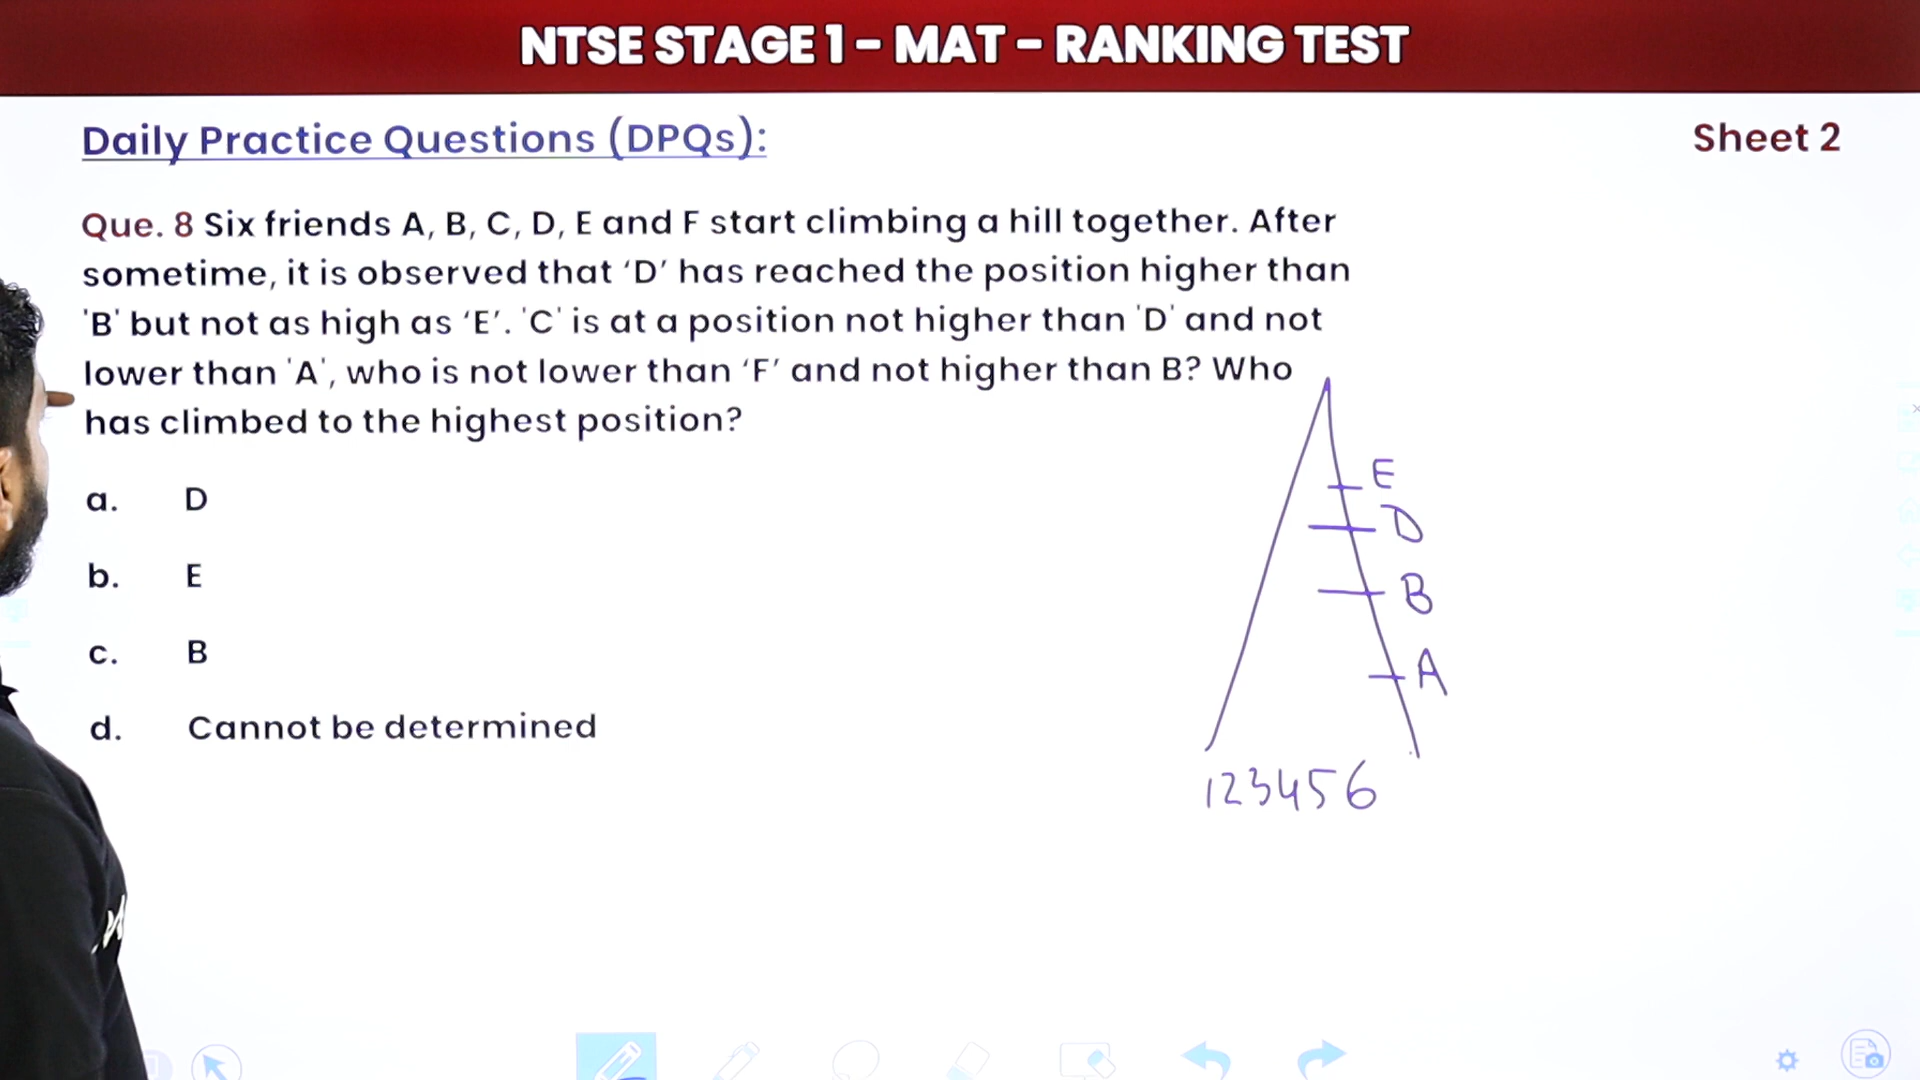 NTSE STAGE 1 – MAT – RANKING TEST
Daily Practice Questions (DPQs):
Sheet 2
Que. 8 Six friends A, B, C, D, E and F start climbing a hill together. After
sometime, it is observed that ‘D’ has reached the position higher than
'B' but not as high as ‘E’. 'C' is at a position not higher than 'D' and not
lower than 'A', who is not lower than ‘F’ and not higher than B? Who
has climbed to the highest position?
a. D
b. E
c. B
d. Cannot be determined
E
D
B
A
123456